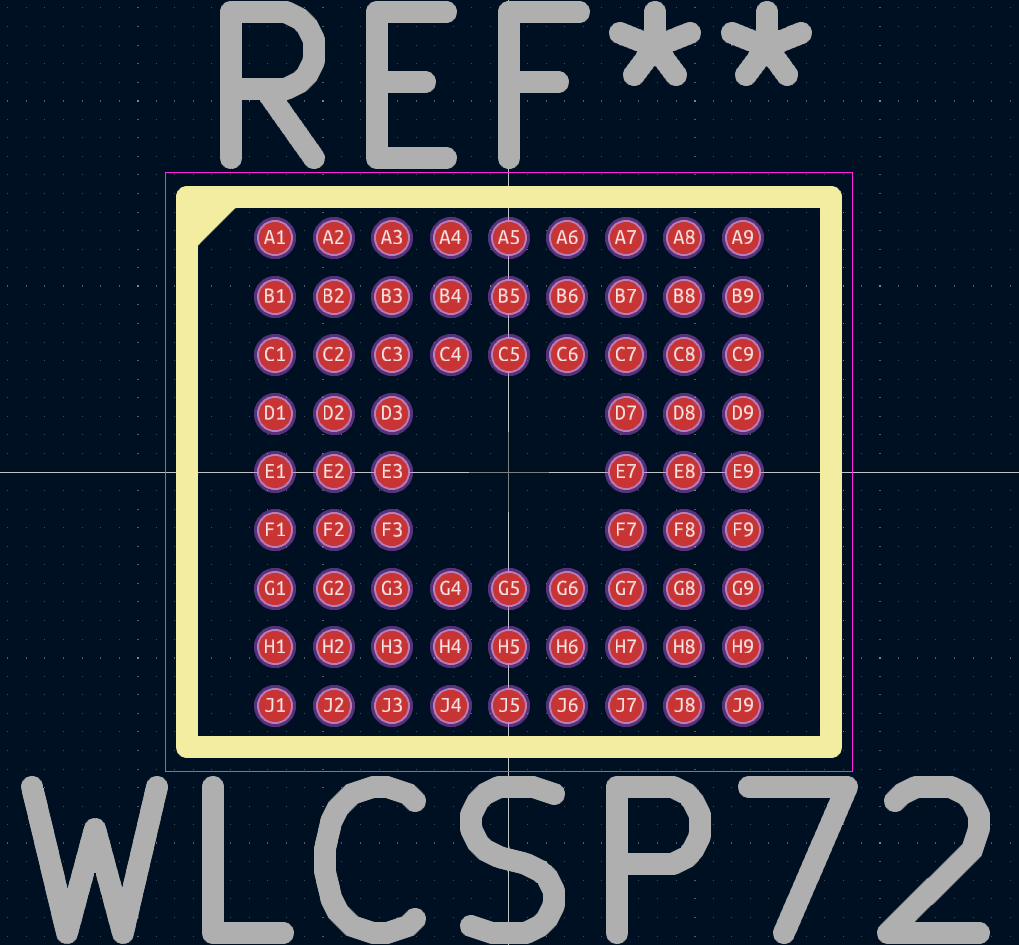 REF**
A1 A2 A3 A4 A5 A6 A7 A8 A9
B1 B2 B3 B4 B5 B6 B7 B8 B9
C1 C2 C3 C4 C5 C6 C7 C8 C9
D1 D2 D3 D7 D8 D9
E1 E2 E3 E7 E8 E9
F1 F2 F3 F7 F8 F9
G1 G2 G3 G4 G5 G6 G7 G8 G9
H1 H2 H3 H4 H5 H6 H7 H8 H9
J1 J2 J3 J4 J5 J6 J7 J8 J9
WLCSP72